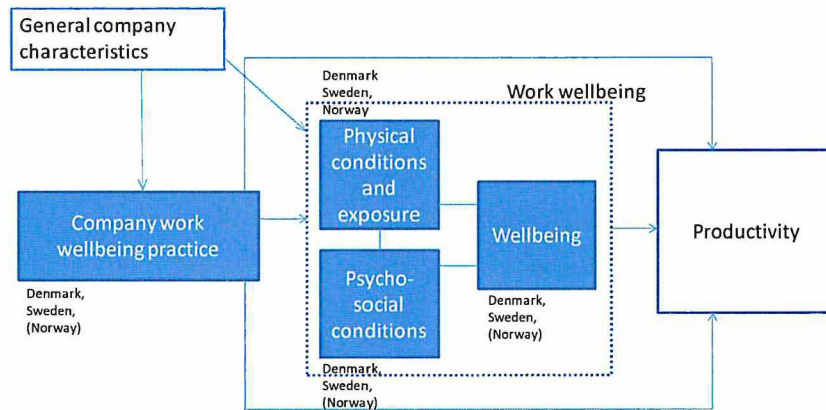 General company
characteristics
Denmark
Sweden,
Norway
Work wellbeing
Physical
conditions
and
exposure
Company work
wellbeing practice
Wellbeing
Productivity
Psycho-
social
conditions
Denmark,
Sweden,
(Norway)
Denmark,
Sweden,
(Norway)
Denmark,
Sweden,
(Norway)